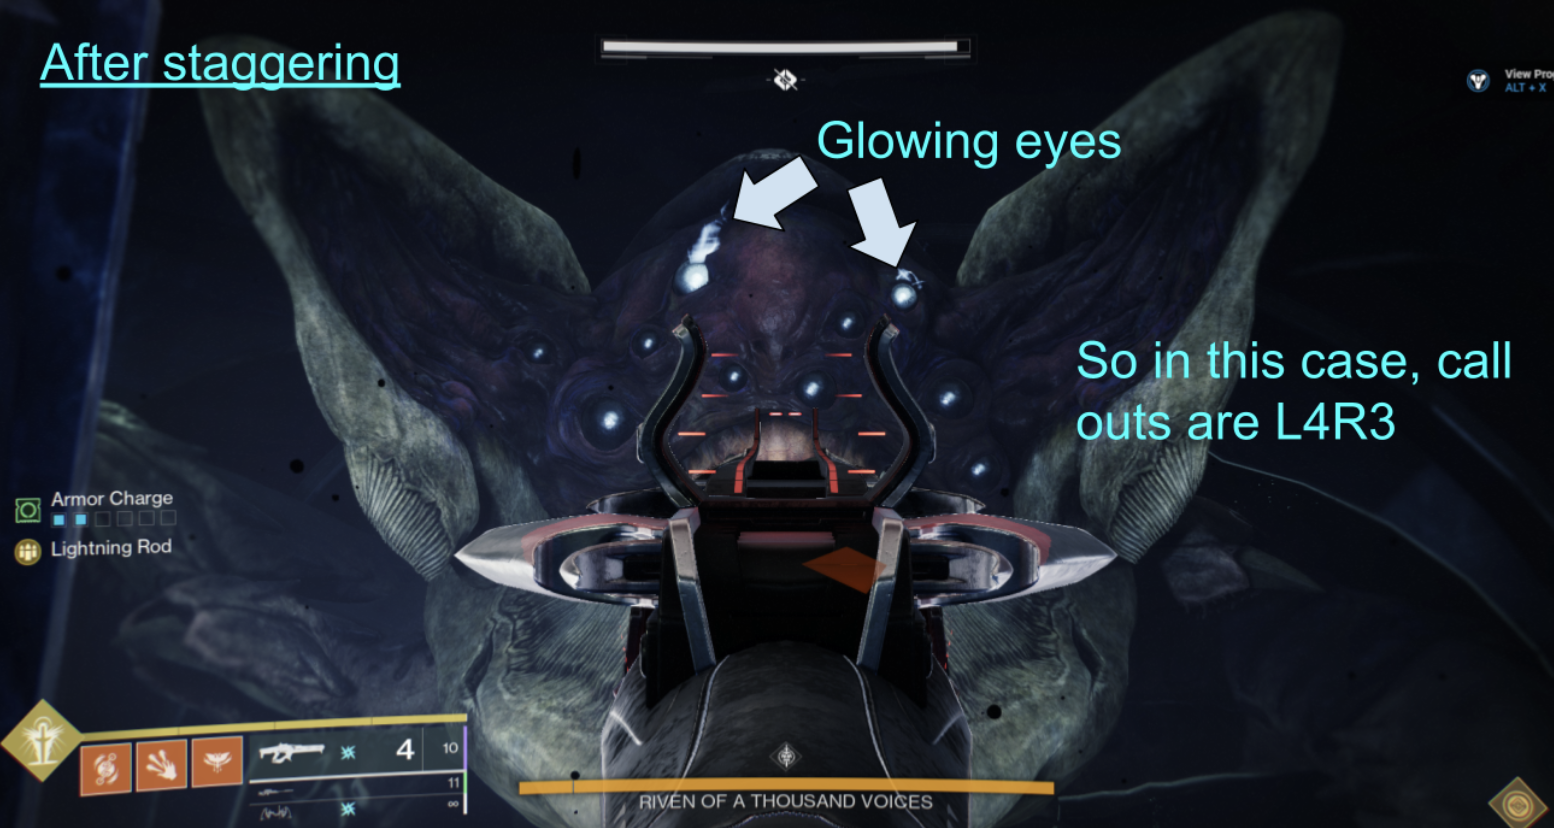 After staggering
View Pro
ALT + X
Glowing eyes
So in this case, call
outs are L4R3
Armor Charge
Lightning Rod
4
10
11
∞
RIVEN OF A THOUSAND VOICES